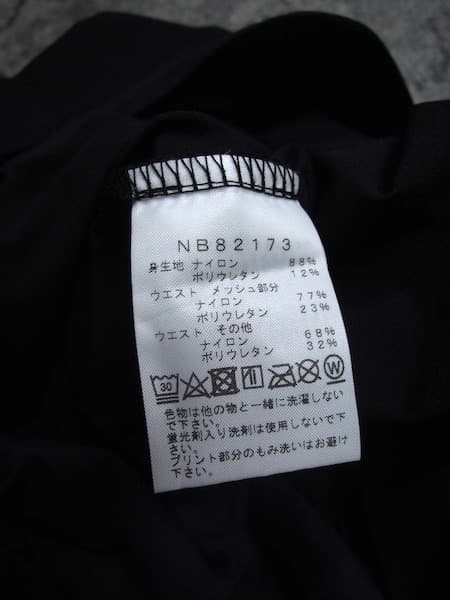 NB82173
身生地 ナイロン 88%
ポリウレタン 12%
ウエスト メッシュ部分
ナイロン 77%
ポリウレタン 23%
ウエスト その他
ナイロン 68%
ポリウレタン 32%
30 W
色物は他の物と一緒に洗濯しない
で下さい。
蛍光剤入り洗剤は使用しないで下
さい。
プリント部分のもみ洗いはお避け
下さい。